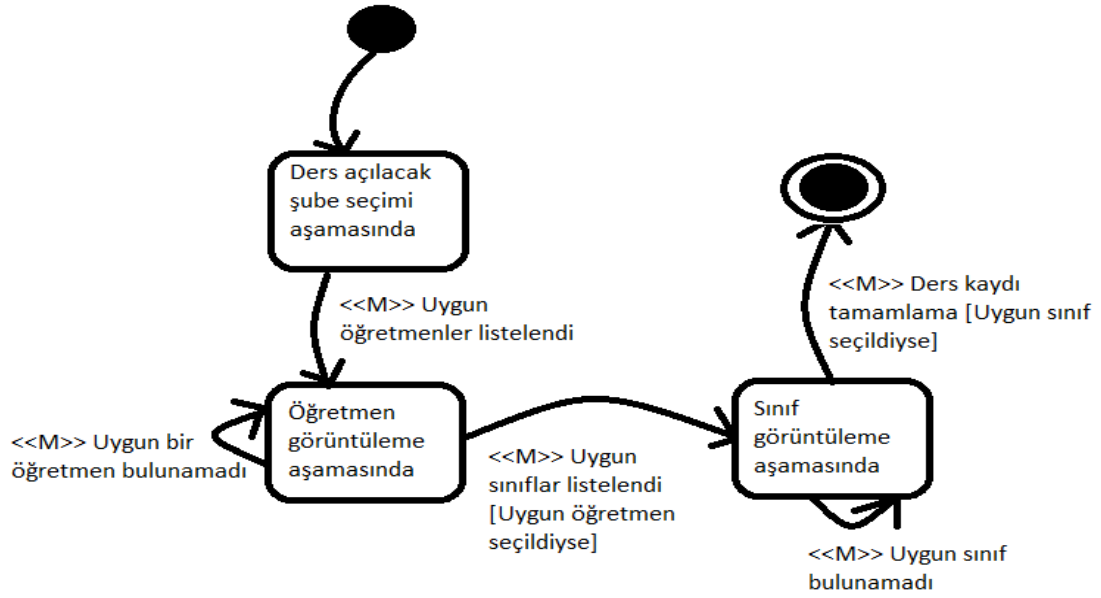 Ders açılacak
şube seçimi
aşamasında
<<M>> Uygun
öğretmenler listelendi
Öğretmen
görüntüleme
aşamasında
<<M>> Uygun bir
öğretmen bulunamadı
<<M>> Uygun
sınıflar listelendi
[Uygun öğretmen
seçildiyse]
Sınıf
görüntüleme
aşamasında
<<M>> Uygun sınıf
bulunamadı
<<M>> Ders kaydı
tamamlama [Uygun sınıf
seçildiyse]